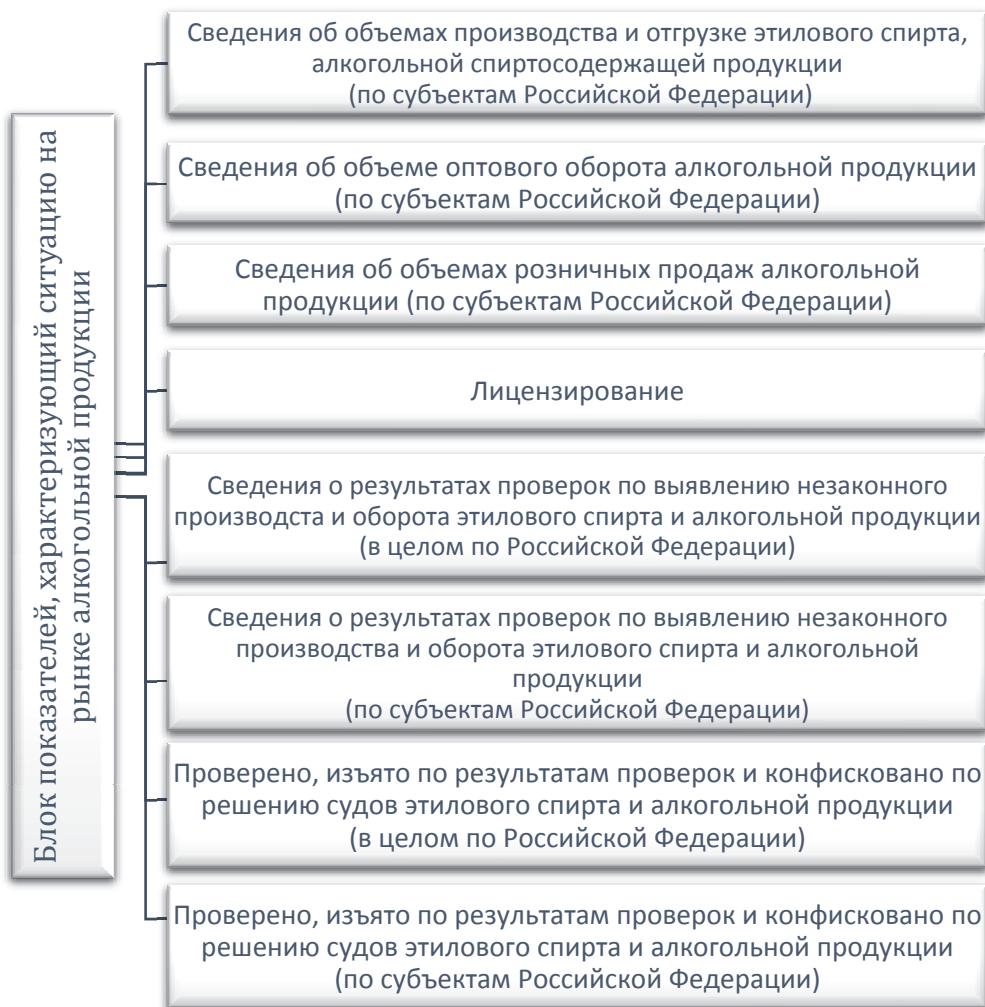 Блок показателей, характеризующий ситуацию на
рынке алкогольной продукции
Сведения об объемах производства и отгрузке этилового спирта,
алкогольной спиртосодержащей продукции
(по субъектам Российской Федерации)
Сведения об объеме оптового оборота алкогольной продукции
(по субъектам Российской Федерации)
Сведения об объемах розничных продаж алкогольной
продукции (по субъектам Российской Федерации)
Лицензирование
Сведения о результатах проверок по выявлению незаконного
производста и оборота этилового спирта и алкогольной продукции
(в целом по Российской Федерации)
Сведения о результатах проверок по выявлению незаконного
производства и оборота этилового спирта и алкогольной
продукции
(по субъектам Российской Федерации)
Проверено, изъято по результатам проверок и конфисковано по
решению судов этилового спирта и алкогольной продукции
(в целом по Российской Федерации)
Проверено, изъято по результатам проверок и конфисковано по
решению судов этилового спирта и алкогольной продукции
(по субъектам Российской Федерации)